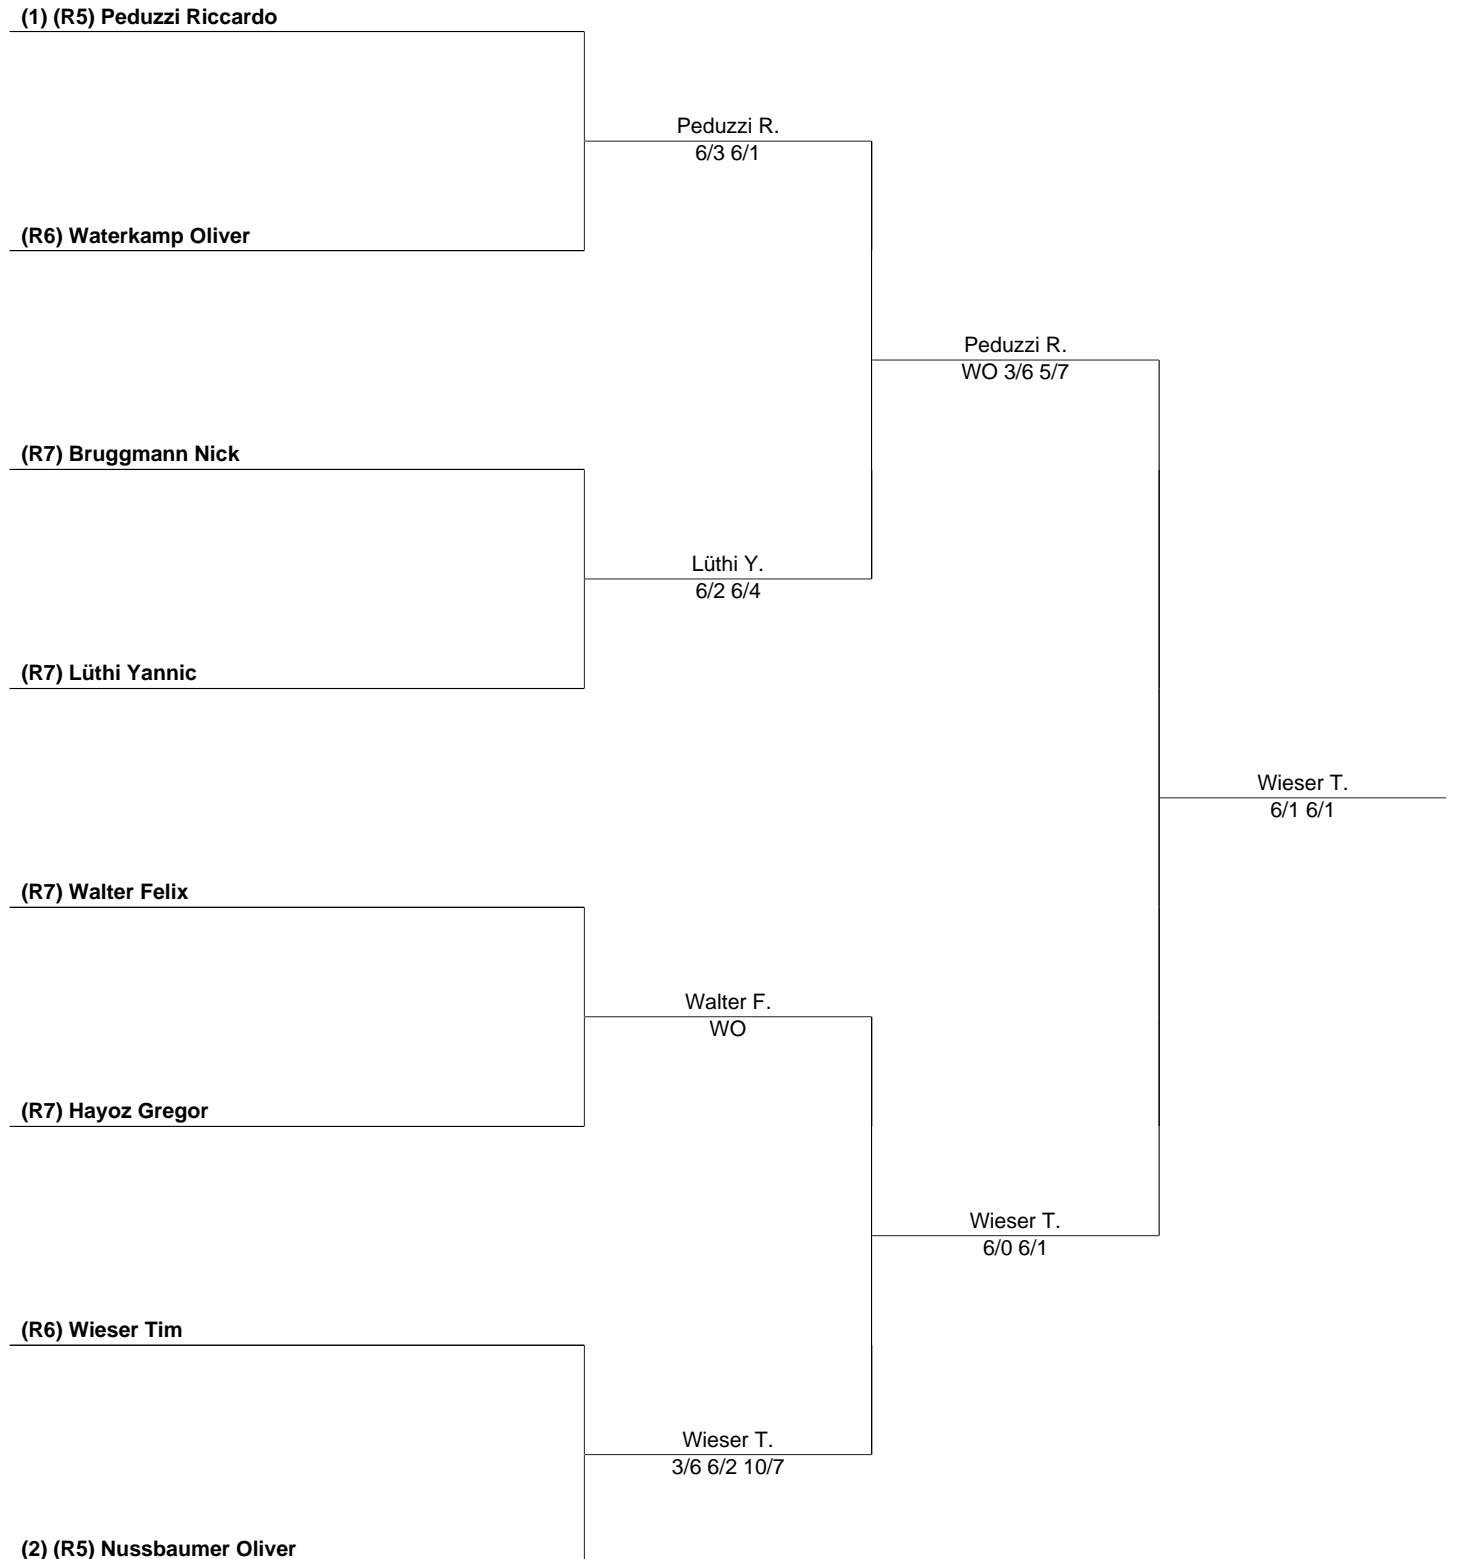 (1) (R5) Peduzzi Riccardo
Peduzzi R.
6/3 6/1
(R6) Waterkamp Oliver
Peduzzi R.
WO 3/6 5/7
(R7) Bruggmann Nick
Lüthi Y.
6/2 6/4
(R7) Lüthi Yannic
Wieser T.
6/1 6/1
(R7) Walter Felix
Walter F.
WO
(R7) Hayoz Gregor
Wieser T.
6/0 6/1
(R6) Wieser Tim
Wieser T.
3/6 6/2 10/7
(2) (R5) Nussbaumer Oliver